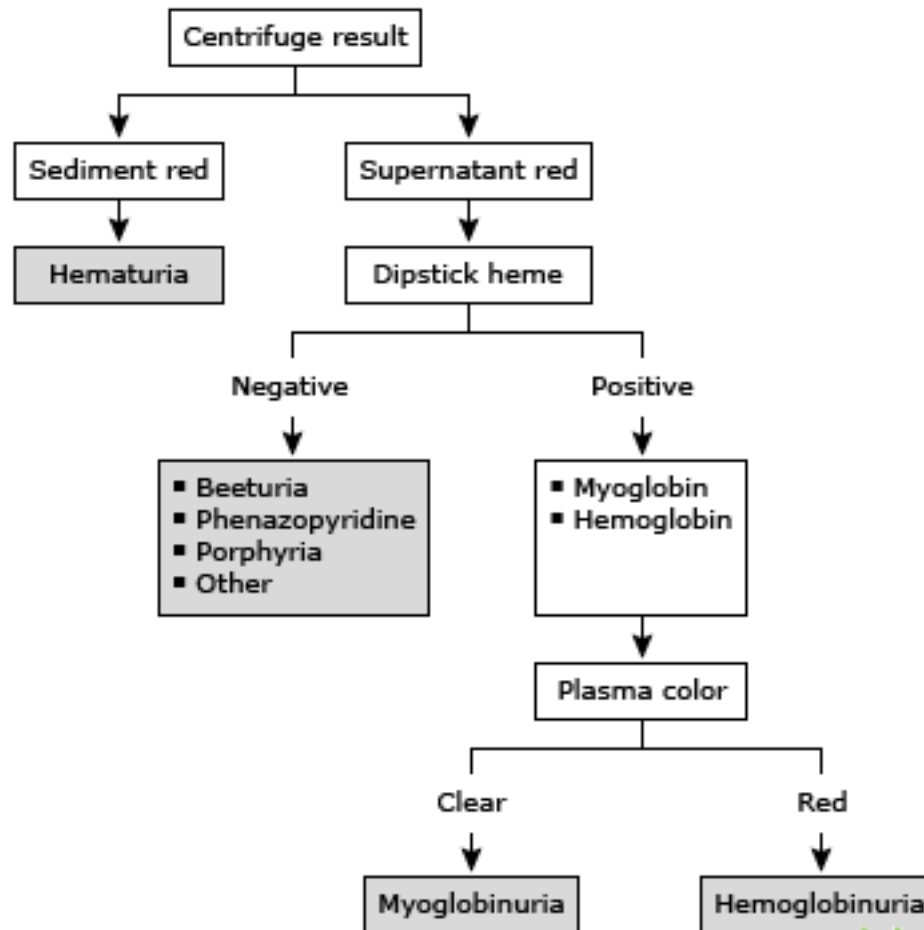 Centrifuge result
Sediment red
Supernatant red
Hematuria
Dipstick heme
Negative
Positive
▪ Beeturia
▪ Phenazopyridine
▪ Porphyria
▪ Other
▪ Myoglobin
▪ Hemoglobin
Plasma color
Clear
Red
Myoglobinuria
Hemoglobinuria